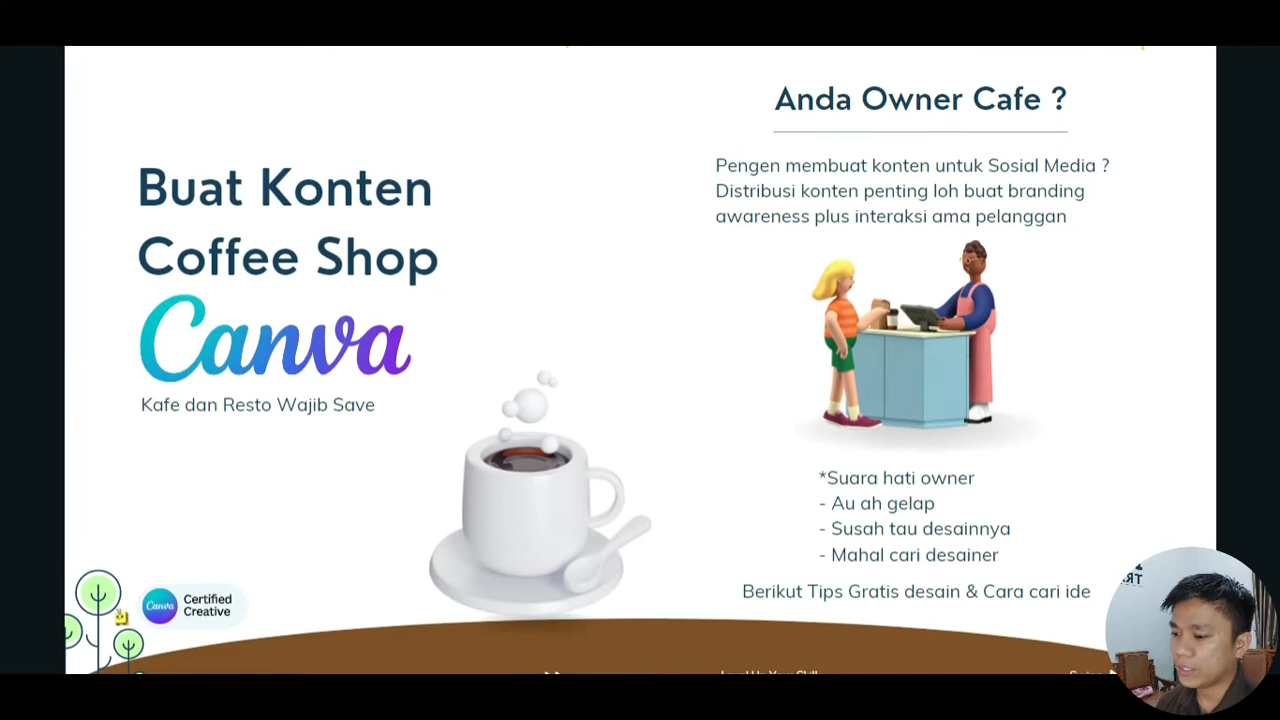 Buat Konten
Coffee Shop
Canva
Kafe dan Resto Wajib Save
Canva
Certified
Creative
Anda Owner Cafe ?
Pengen membuat konten untuk Sosial Media ?
Distribusi konten penting loh buat branding
awareness plus interaksi ama pelanggan
*Suara hati owner
- Au ah gelap
- Susah tau desainnya
- Mahal cari desainer
Berikut Tips Gratis desain & Cara cari ide